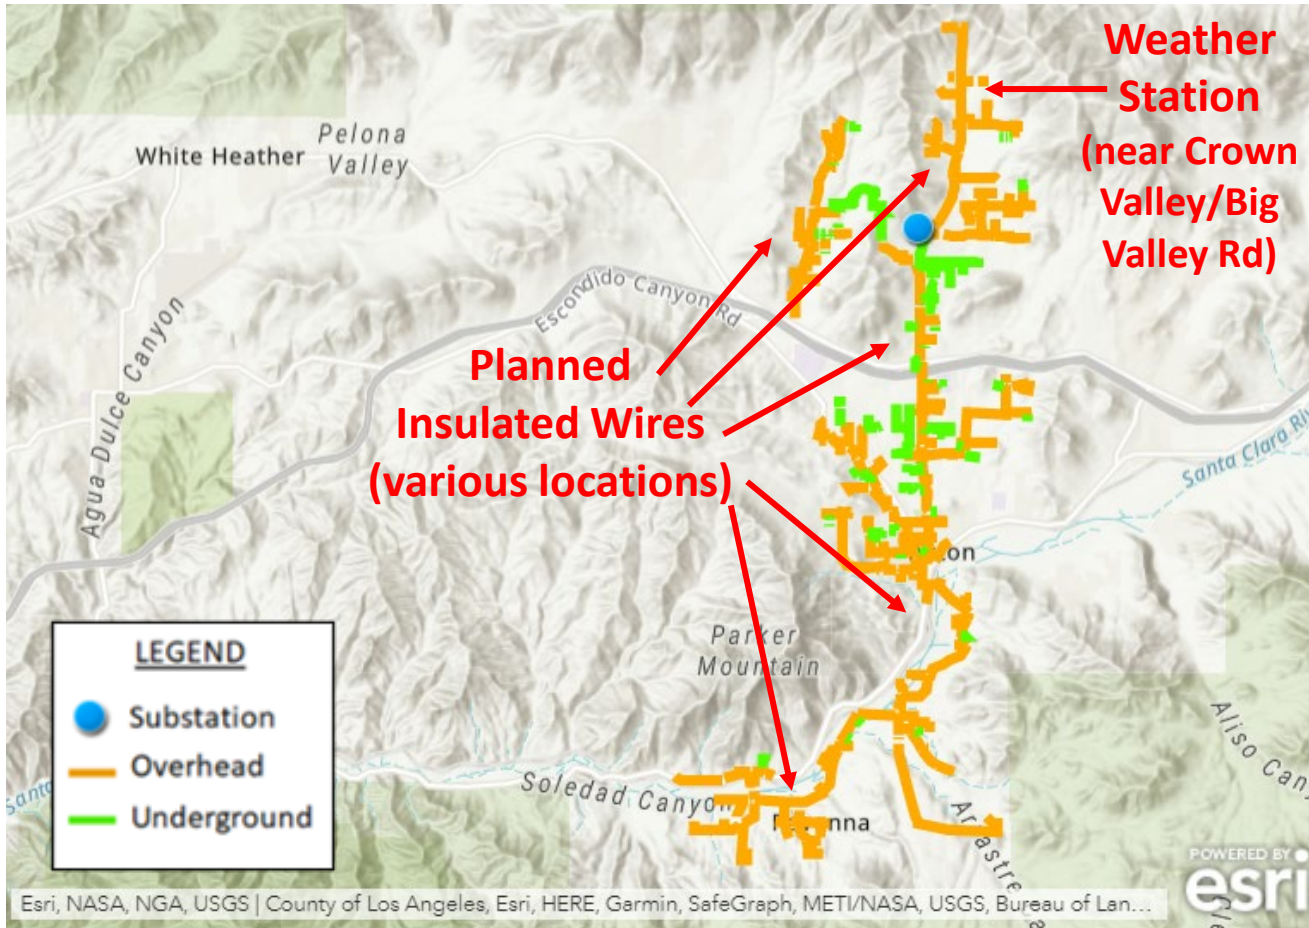 Weather
Station
(near Crown
Valley/Big
Valley Rd)
Pelona
Valley
White Heather
Escondido Canyon Rd
Agua Dulce Canyon
Planned
Insulated Wires
(various locations)
Santa Clara Ri
Parker
Mountain
LEGEND
Substation
Overhead
Underground
Santa
Soledad Canyon
Aliso Can
POWERED BY
esri
Esri, NASA, NGA, USGS | County of Los Angeles, Esri, HERE, Garmin, SafeGraph, METI/NASA, USGS, Bureau of Lan...